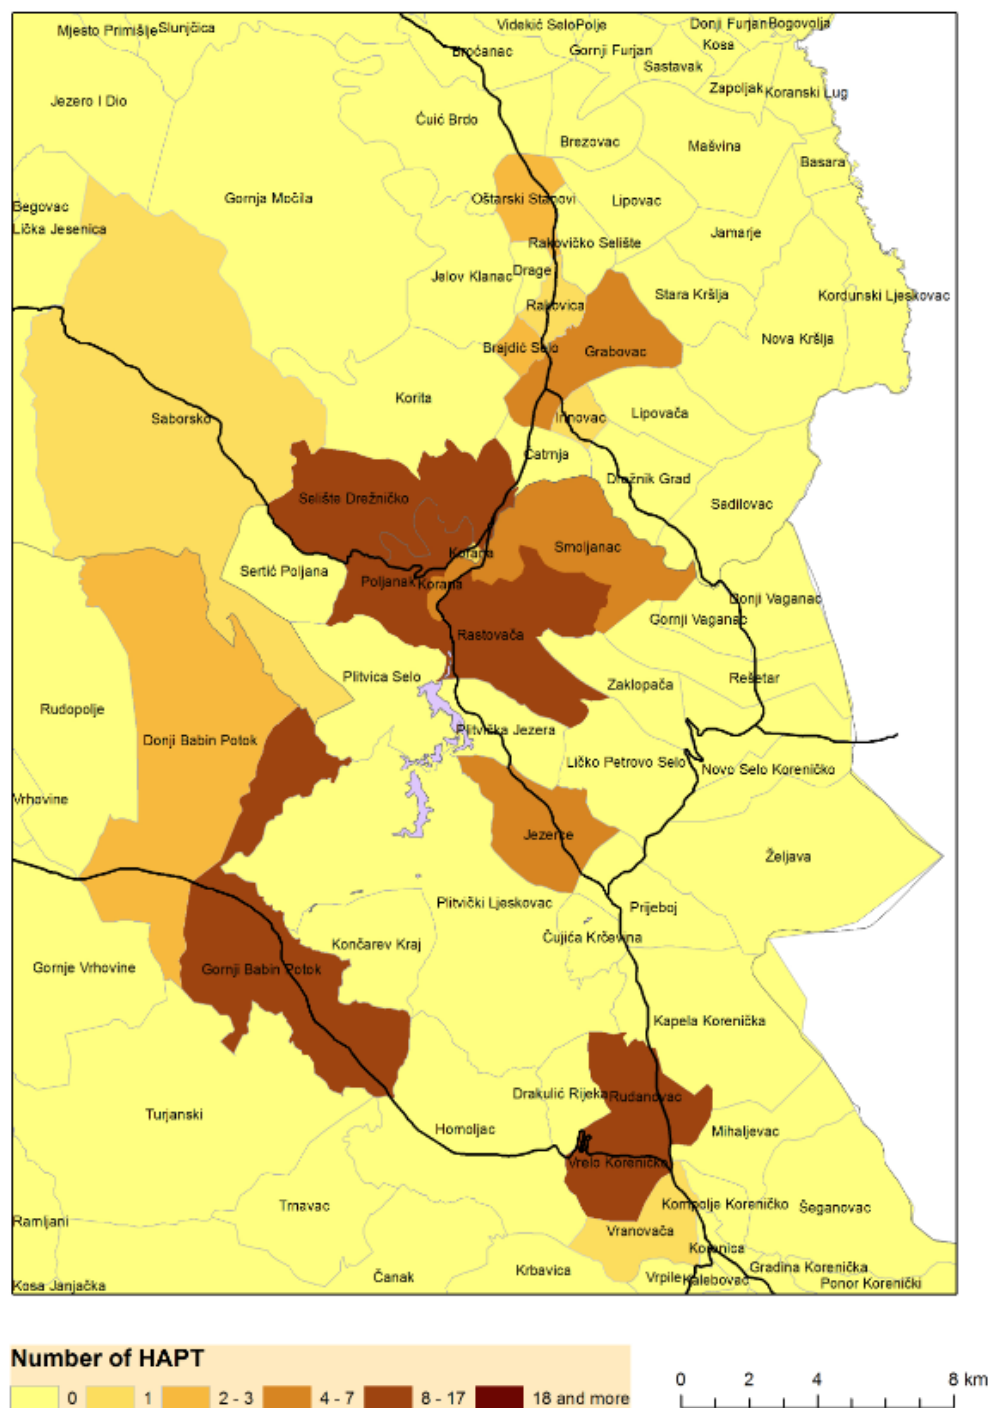 Videkić Selo Polje
Donji Furjan Bogovolja
Mjesto Primišlje Slunjčica
Broćanac
Gornji Furjan
Kosa
Sastavak
Zapoljak Koranski Lug
Jezero I Dio
Ćuić Brdo
Brezovac
Mašvina
Basara
Gornja Močila
Oštarski Stanovi
Lipovac
Begovac
Lička Jesenica
Jamarje
Rakovičko Selište
Jelov Klanac
Drage
Stara Kršlja
Kordunski Ljeskovac
Rakovica
Nova Kršlja
Brajdić Selo
Grabovac
Korita
Saborsko
Irinovac
Lipovača
Čatrnja
Drežnik Grad
Selište Drežničko
Sadilovac
Korana
Smoljanac
Sertić Poljana
Poljanak
Korana
Donji Vaganac
Gornji Vaganac
Rastovača
Plitvica Selo
Zaklopača
Rešetar
Rudopolje
Plitvička Jezera
Donji Babin Potok
Ličko Petrovo Selo
Novo Selo Koreničko
Vrhovine
Jezerce
Željava
Plitvički Ljeskovac
Prijeboj
Končarev Kraj
Čujića Krčevina
Gornje Vrhovine
Gornji Babin Potok
Kapela Korenička
Drakulić Rijeka
Rudanovac
Turjanski
Homoljac
Mihaljevac
Vrelo Koreničko
Trnavac
Kompolje Koreničko
Šeganovac
Ramljani
Vranovača
Korenica
Krbavica
Gradina Korenička
Čanak
Vrpile
Kalebovac
Ponor Korenički
Kosa Janjačka
Number of HAPT
0 1 2 - 3 4 - 7 8 - 17 18 and more
0 2 4 8 km